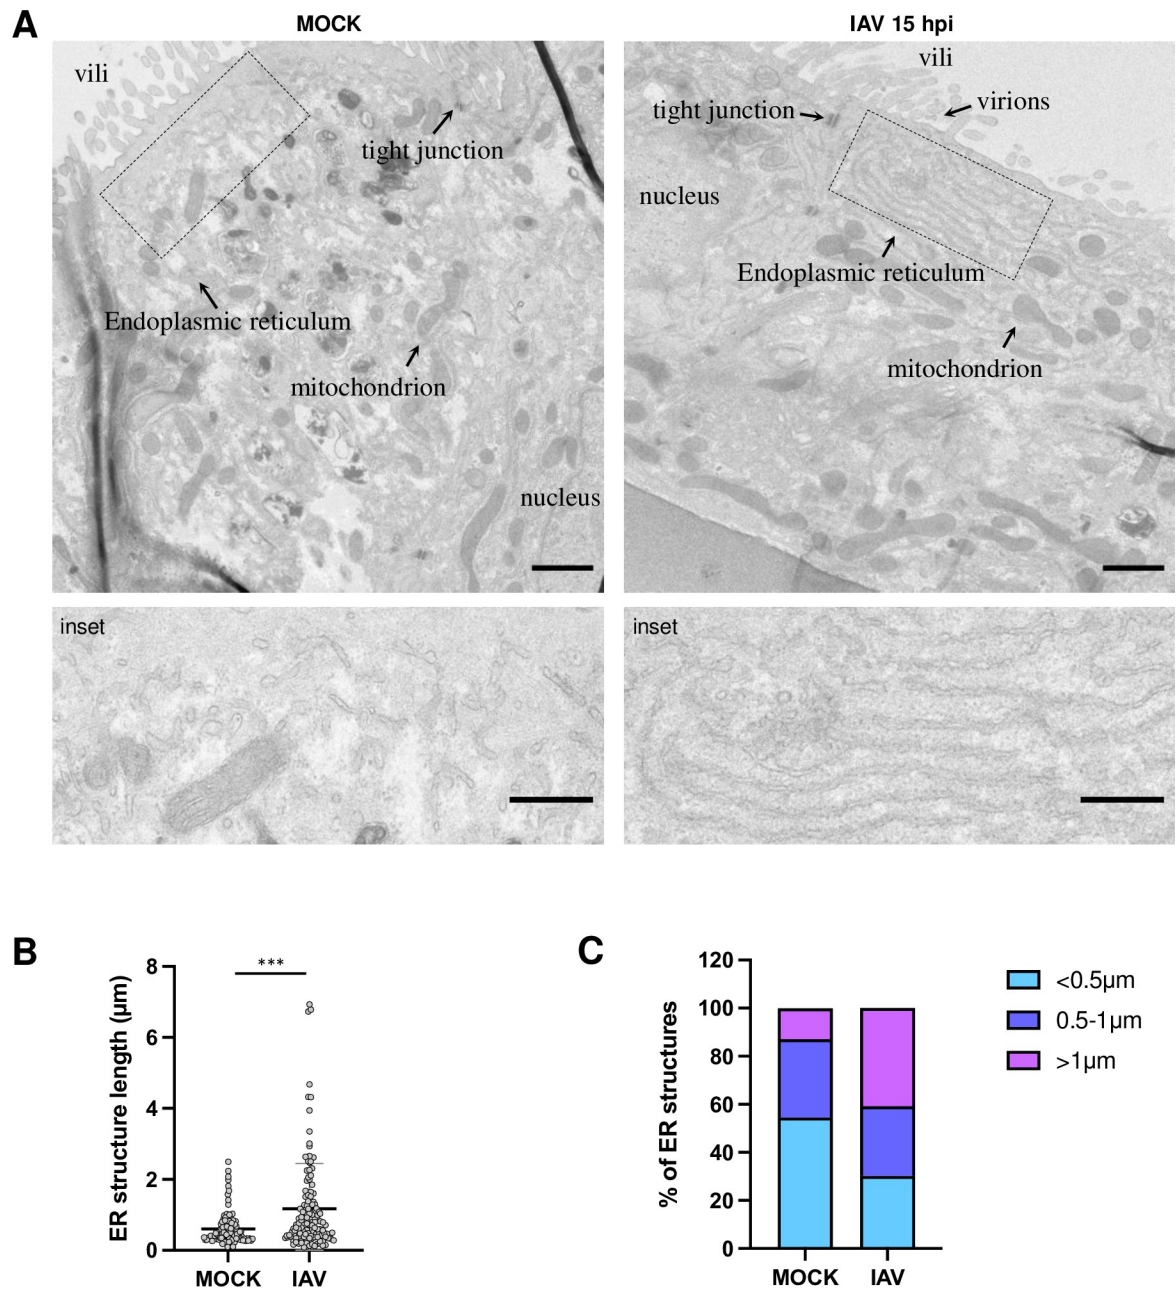 A
MOCK
IAV 15 hpi
vili
tight junction
Endoplasmic reticulum
mitochondrion
nucleus
vili
virions
tight junction
nucleus
Endoplasmic reticulum
mitochondrion
inset
inset
B
ER structure length (µm)
8
6
4
2
0
***
MOCK
IAV
C
% of ER structures
120
100
80
60
40
20
0
MOCK
IAV
<0.5µm
0.5-1µm
>1µm